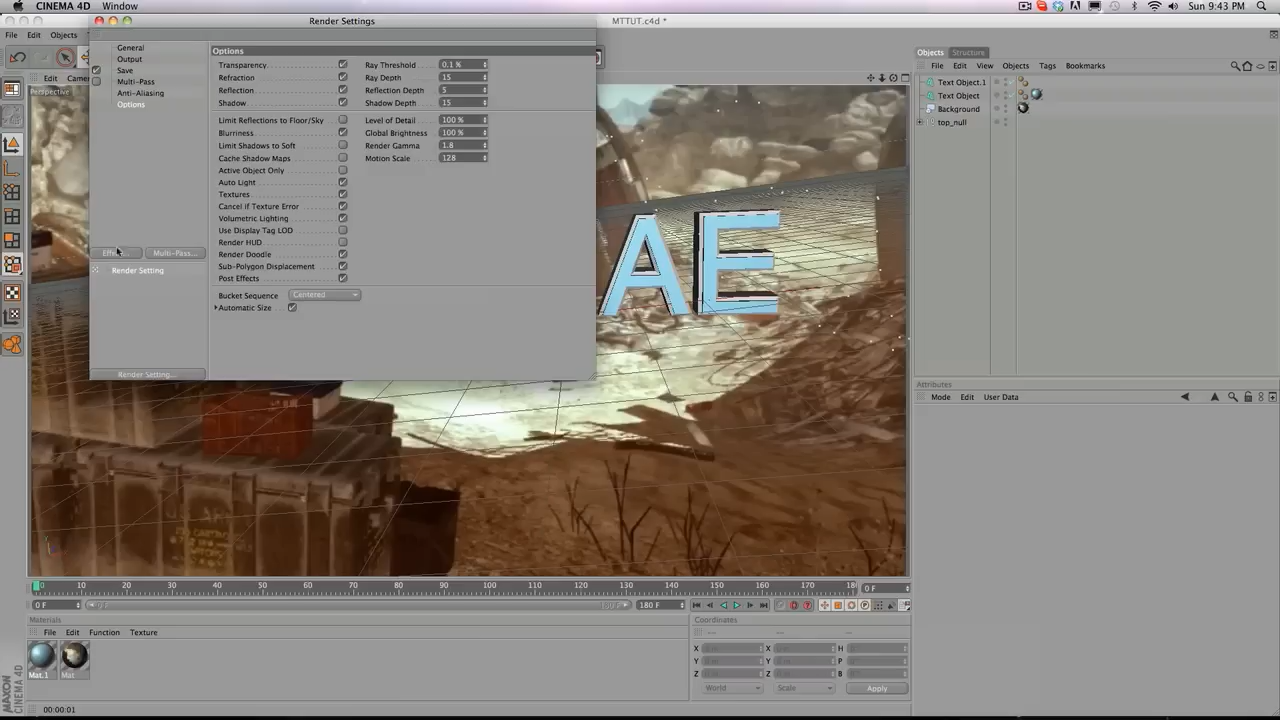 CINEMA 4D Window
Sun 9:43 PM
Render Settings
MTTUT.c4d *
File Edit Objects
General
Output
Save
Multi-Pass
Anti-Aliasing
Options
Effect...
Multi-Pass...
Render Setting
Render Setting...
Options
Transparency
Refraction
Reflection
Shadow
Limit Reflections to Floor/Sky
Blurriness
Limit Shadows to Soft
Cache Shadow Maps
Active Object Only
Auto Light
Textures
Cancel if Texture Error
Volumetric Lighting
Use Display Tag LOD
Render HUD
Render Doodle
Sub-Polygon Displacement
Post Effects
Bucket Sequence Centered
Automatic Size
Ray Threshold 0.1 %
Ray Depth 15
Reflection Depth 5
Shadow Depth 15
Level of Detail 100 %
Global Brightness 100 %
Render Gamma 1.8
Motion Scale 128
Edit Camer
Perspective
AE
Objects Structure
File Edit View Objects Tags Bookmarks
Text Object.1
Text Object
Background
top_null
Attributes
Mode Edit User Data
0 10 20 30 40 50 60 70 80 90 100 110 120 130 140 150 160 170 18
0 F
0 F
180 F
Materials
File Edit Function Texture
Mat.1 Mat
Coordinates
X X H
Y Y P
Z Z B
World Scale Apply
MAXON CINEMA 4D
00:00:01